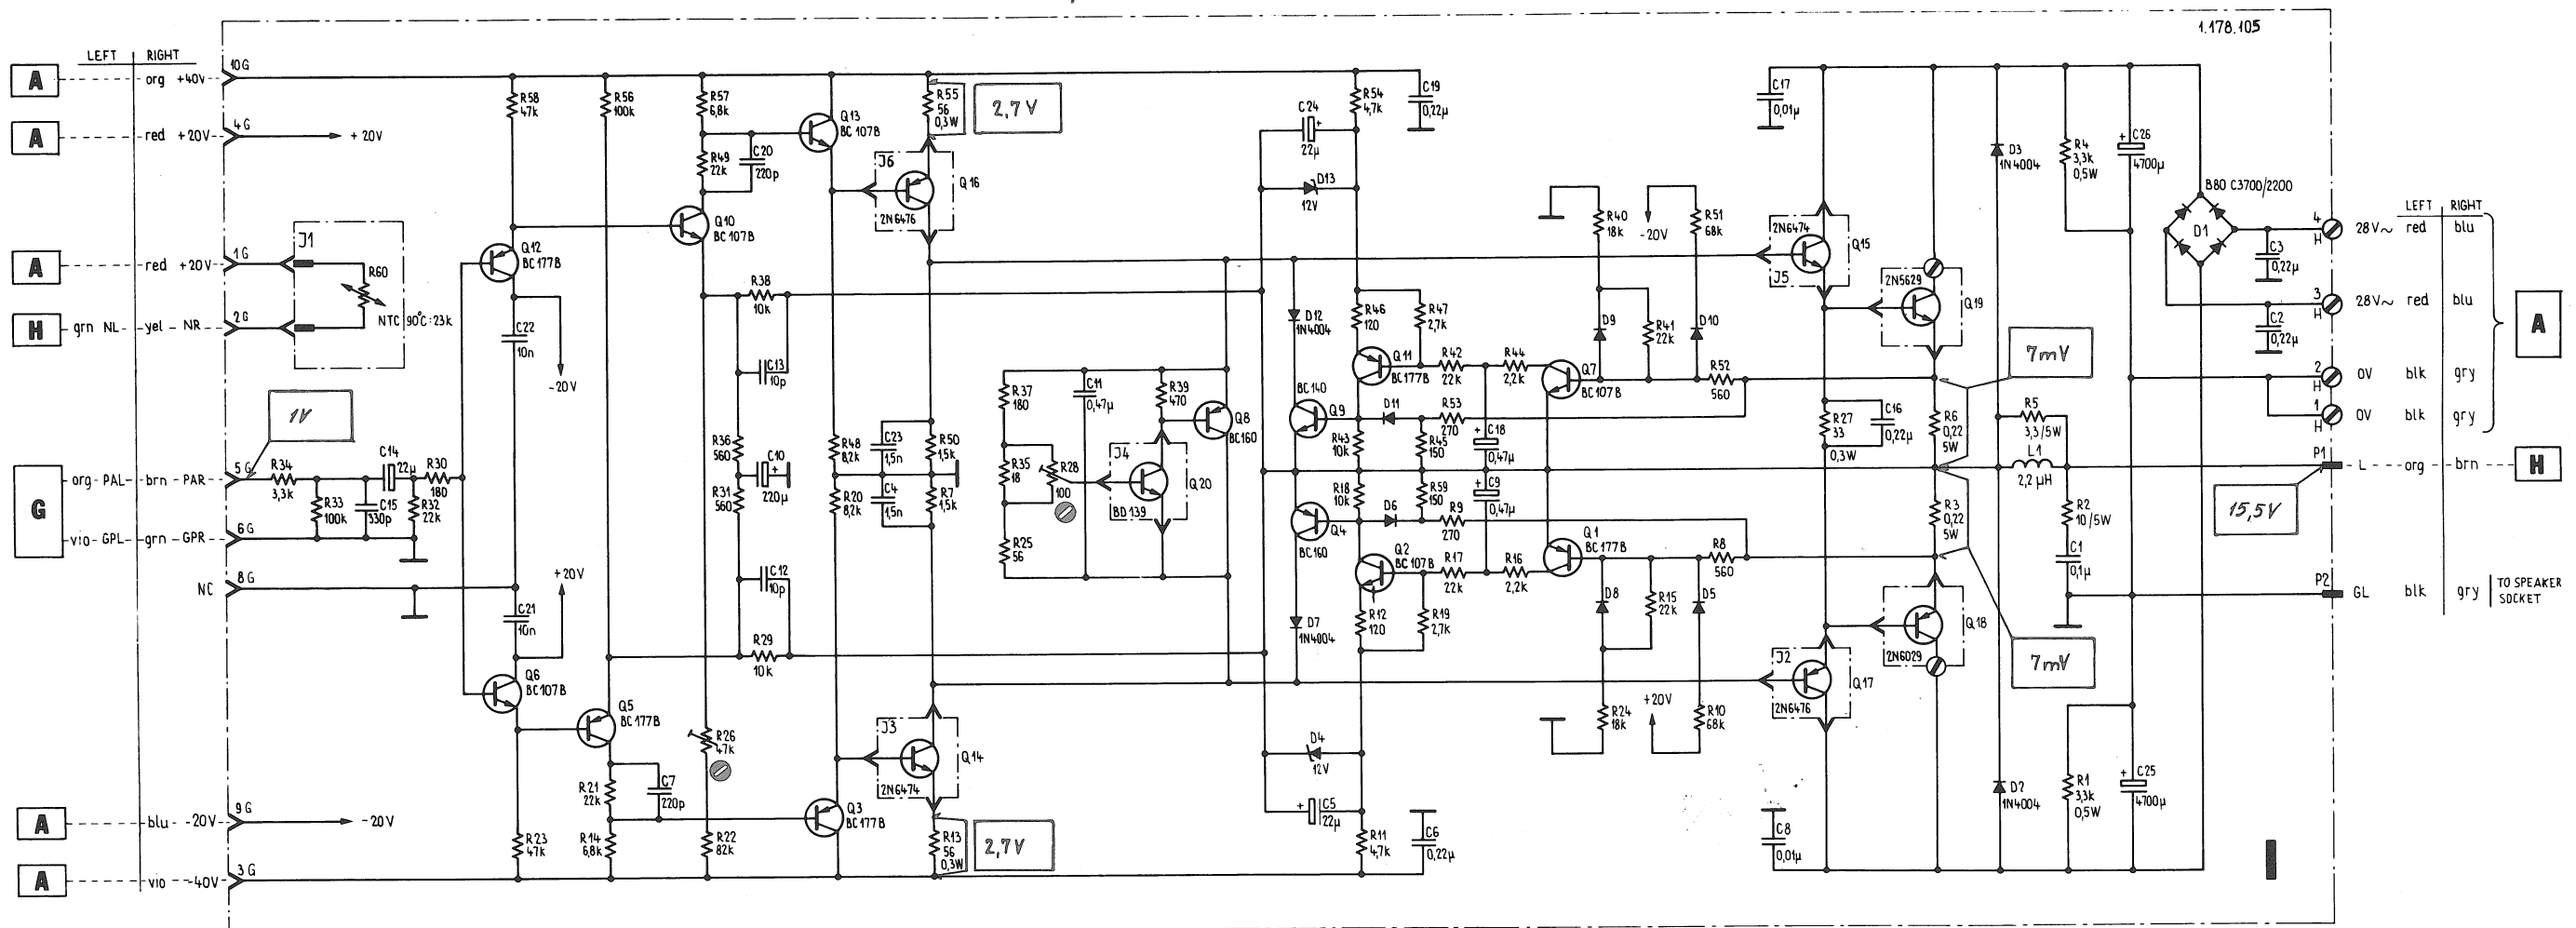 1.178.105
LEFT RIGHT
A org +40V 10G
A red +20V 4G +20V
A red +20V 1G
H grn NL yel NR 2G
J1
R60
NTC 90°C:23k
1V
G org PAL brn PAR 5G
vio GPL grn GPR 6G
NC 8G
A blu -20V 9G -20V
A vio -40V 3G
R34
3,3k
R33
100k
C15
330p
C14
22µ
R32
22k
R30
180
R58
47k
Q12
BC177B
C22
10n
-20V
+20V
C21
10n
Q6
BC107B
R23
47k
R56
100k
Q5
BC177B
R21
22k
C7
220p
R14
6,8k
R57
6,8k
R49
22k
C20
220p
Q10
BC107B
R38
10k
C13
10p
R36
560
C10
+
220µ
R31
560
C12
10p
R29
10k
R26
47k
R22
82k
Q13
BC107B
R48
8,2k
R20
8,2k
Q3
BC177B
R55
56
0,3W
2,7V
J6
Q16
2N6476
C23
1,5n
R50
1,5k
C4
1,5n
R7
1,5k
J3
Q14
2N6474
R13
56
0,3W
2,7V
R37
180
R35
18
R28
100
R25
56
C11
0,47µ
R39
470
J4
Q20
BD139
Q8
BC160
C24
+
22µ
D13
12V
R54
4,7k
C19
0,22µ
D12
1N4004
R46
120
R47
2,7k
Q11
BC177B
R42
22k
R44
2,2k
Q7
BC107B
BC140
Q9
D11
R53
270
R43
10k
R45
150
C18
+
0,47µ
R18
10k
R59
150
C9
+
0,47µ
Q4
BC160
D6
R9
270
Q2
BC107B
R17
22k
R16
2,2k
Q1
BC177B
R12
120
R19
2,7k
D7
1N4004
D4
12V
C5
+
22µ
R11
4,7k
C6
0,22µ
R40
18k
-20V
R51
68k
D9
R41
22k
D10
R52
560
R8
560
D8
R15
22k
D5
R24
18k
+20V
R10
68k
C17
0,01µ
2N6474
Q15
J5
2N5629
Q19
7mV
R27
33
0,3W
C16
0,22µ
R6
0,22
5W
R3
0,22
5W
Q18
2N6029
7mV
J2
Q17
2N6476
C8
0,01µ
D3
1N4004
R4
3,3k
0,5W
C26
+
4700µ
B80 C3700/2200
D1
C3
0,22µ
C2
0,22µ
R5
3,3/5W
L1
2,2µH
R2
10/5W
C1
0,1µ
D2
1N4004
R1
3,3k
0,5W
C25
+
4700µ
15,5V
LEFT RIGHT
4 H 28V~ red blu
3 H 28V~ red blu
A
2 H 0V blk gry
1 H 0V blk gry
P1 L org brn H
P2 GL blk gry TO SPEAKER
SOCKET